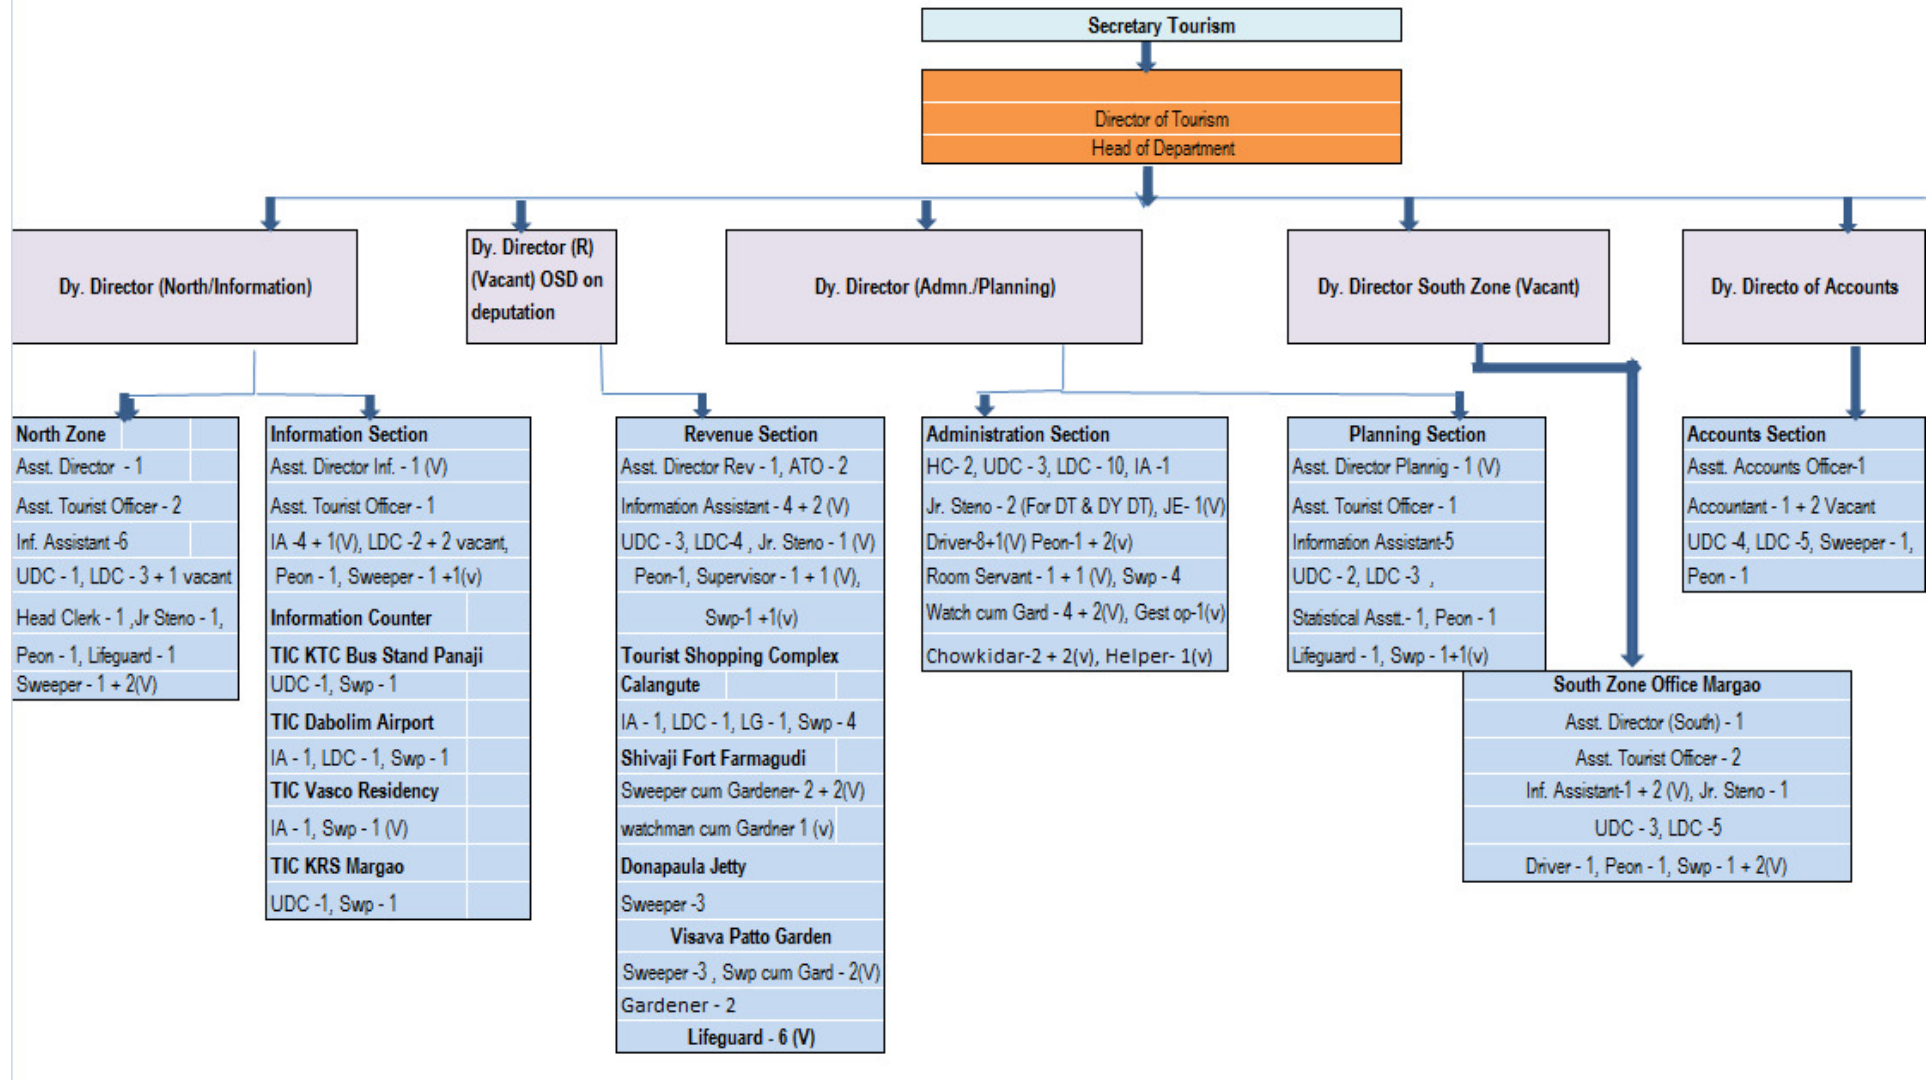 Secretary Tourism
Director of Tourism
Head of Department
Dy. Director (North/Information)
Dy. Director (R)
(Vacant) OSD on
deputation
Dy. Director (Admn./Planning)
Dy. Director South Zone (Vacant)
Dy. Directo of Accounts
North Zone
Asst. Director - 1
Asst. Tourist Officer - 2
Inf. Assistant -6
UDC - 1, LDC - 3 + 1 vacant
Head Clerk - 1 ,Jr Steno - 1,
Peon - 1, Lifeguard - 1
Sweeper - 1 + 2(V)
Information Section
Asst. Director Inf. - 1 (V)
Asst. Tourist Officer - 1
IA -4 + 1(V), LDC -2 + 2 vacant,
Peon - 1, Sweeper - 1 +1(v)
Information Counter
TIC KTC Bus Stand Panaji
UDC -1, Swp - 1
TIC Dabolim Airport
IA - 1, LDC - 1, Swp - 1
TIC Vasco Residency
IA - 1, Swp - 1 (V)
TIC KRS Margao
UDC -1, Swp - 1
Revenue Section
Asst. Director Rev - 1, ATO - 2
Information Assistant - 4 + 2 (V)
UDC - 3, LDC-4 , Jr. Steno - 1 (V)
Peon-1, Supervisor - 1 + 1 (V),
Swp-1 +1(v)
Tourist Shopping Complex
Calangute
IA - 1, LDC - 1, LG - 1, Swp - 4
Shivaji Fort Farmagudi
Sweeper cum Gardener- 2 + 2(V)
watchman cum Gardner 1 (v)
Donapaula Jetty
Sweeper -3
Visava Patto Garden
Sweeper -3 , Swp cum Gard - 2(V)
Gardener - 2
Lifeguard - 6 (V)
Administration Section
HC- 2, UDC - 3, LDC - 10, IA -1
Jr. Steno - 2 (For DT & DY DT), JE- 1(V)
Driver-8+1(V) Peon-1 + 2(v)
Room Servant - 1 + 1 (V), Swp - 4
Watch cum Gard - 4 + 2(V), Gest op-1(v)
Chowkidar-2 + 2(v), Helper- 1(v)
Planning Section
Asst. Director Plannig - 1 (V)
Asst. Tourist Officer - 1
Information Assistant-5
UDC - 2, LDC -3 ,
Statistical Asstt.- 1, Peon - 1
Lifeguard - 1, Swp - 1+1(v)
South Zone Office Margao
Asst. Director (South) - 1
Asst. Tourist Officer - 2
Inf. Assistant-1 + 2 (V), Jr. Steno - 1
UDC - 3, LDC -5
Driver - 1, Peon - 1, Swp - 1 + 2(V)
Accounts Section
Asstt. Accounts Officer-1
Accountant - 1 + 2 Vacant
UDC -4, LDC -5, Sweeper - 1,
Peon - 1